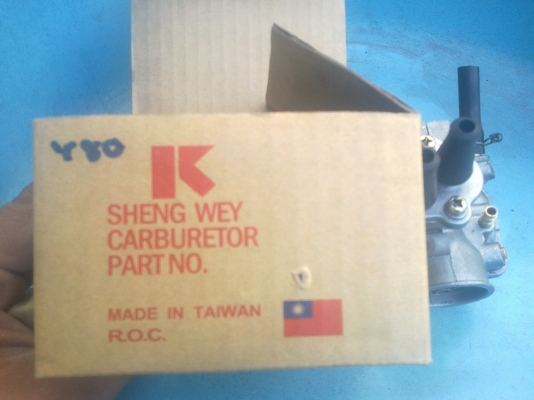 Y80
K
SHENG WEY
CARBURETOR
PART NO.
MADE IN TAIWAN
R.O.C.